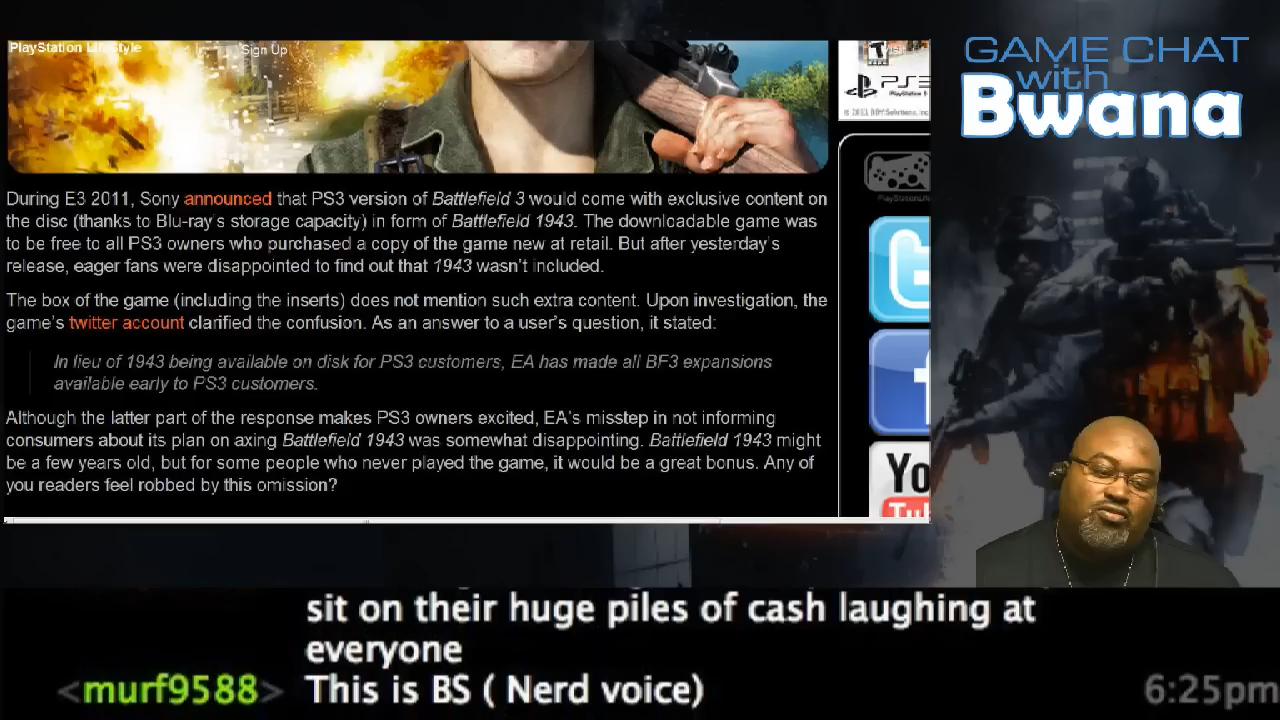 PlayStation LifeStyle
Sign Up
GAME CHAT
with
Bwana
T
PS3
PlayStation
During E3 2011, Sony announced that PS3 version of Battlefield 3 would come with exclusive content on
the disc (thanks to Blu-ray's storage capacity) in form of Battlefield 1943. The downloadable game was
to be free to all PS3 owners who purchased a copy of the game new at retail. But after yesterday's
release, eager fans were disappointed to find out that 1943 wasn't included.
The box of the game (including the inserts) does not mention such extra content. Upon investigation, the
game's twitter account clarified the confusion. As an answer to a user's question, it stated:
In lieu of 1943 being available on disk for PS3 customers, EA has made all BF3 expansions
available early to PS3 customers.
Although the latter part of the response makes PS3 owners excited, EA's misstep in not informing
consumers about its plan on axing Battlefield 1943 was somewhat disappointing. Battlefield 1943 might
be a few years old, but for some people who never played the game, it would be a great bonus. Any of
you readers feel robbed by this omission?
t
f
Yo
Tub
sit on their huge piles of cash laughing at
everyone
<murf9588> This is BS ( Nerd voice) 6:25pm